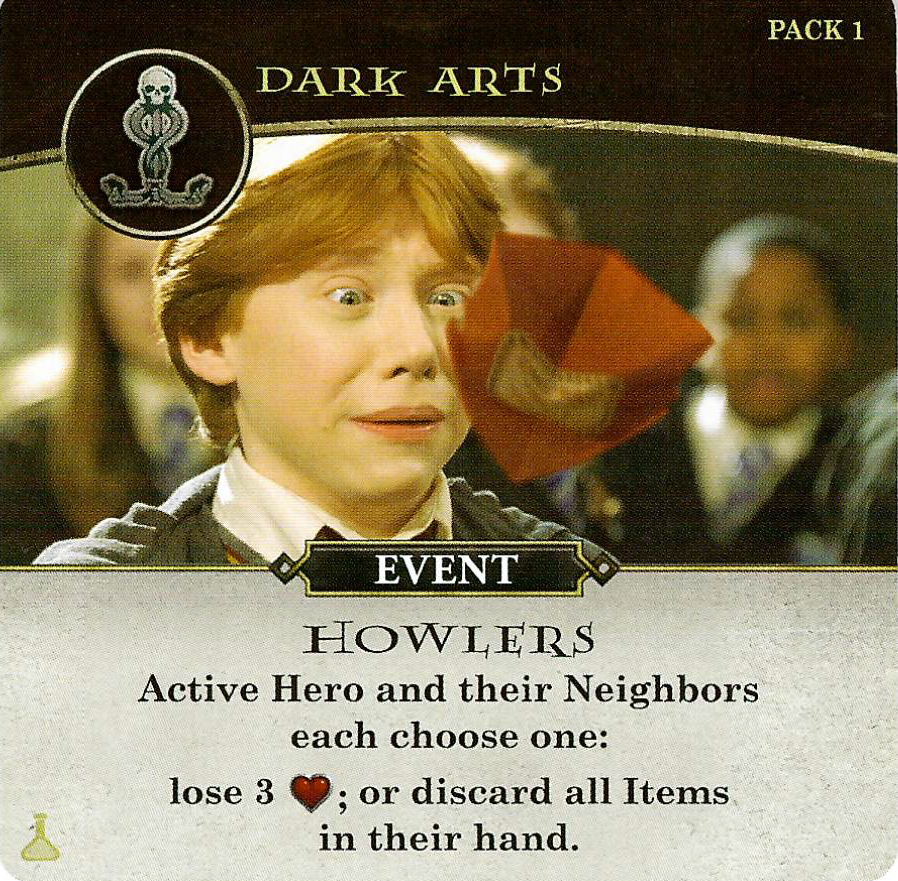 PACK 1
DARK ARTS
EVENT
HOWLERS
Active Hero and their Neighbors
each choose one:
lose 3 ❤; or discard all Items
in their hand.